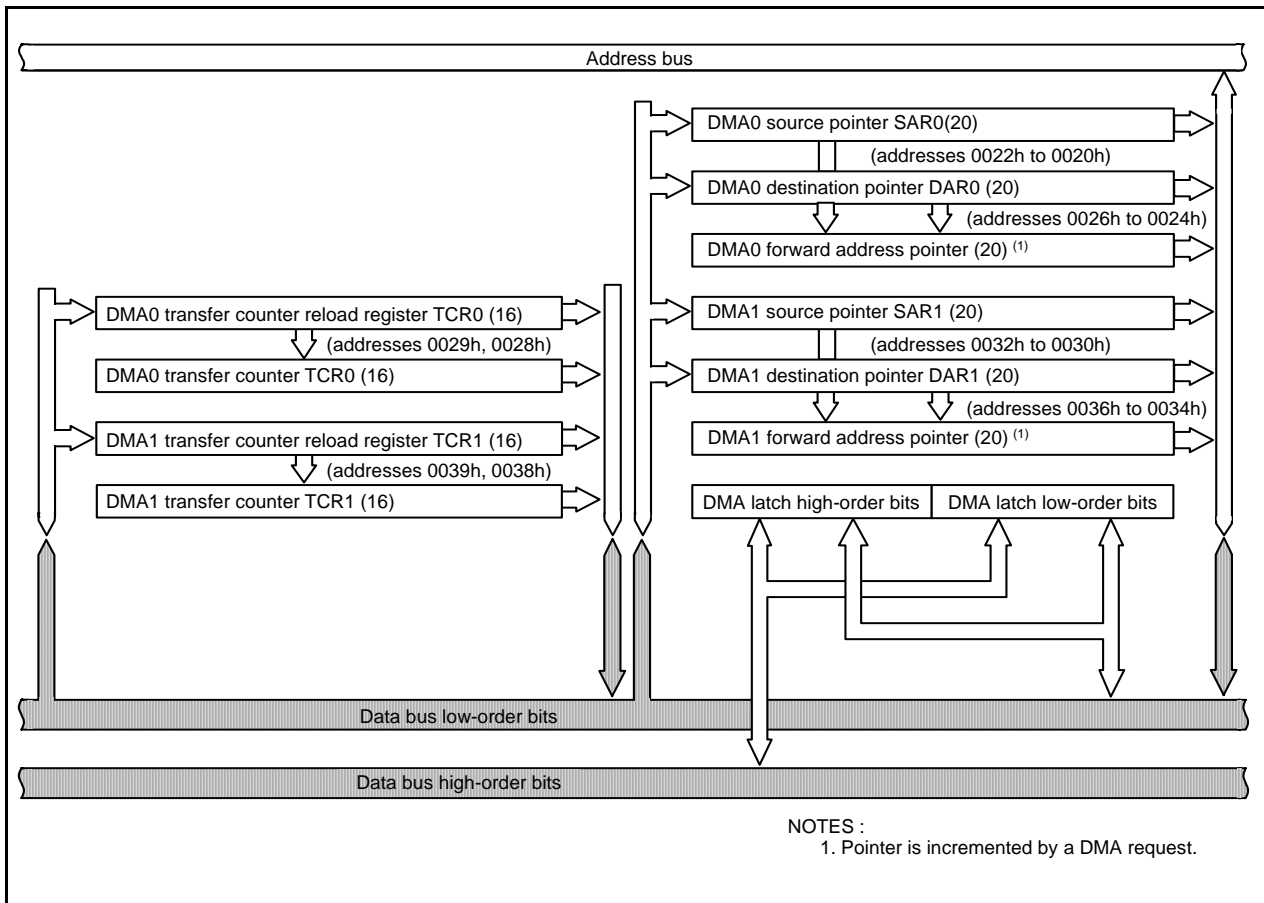 Address bus
DMA0 source pointer SAR0(20)
(addresses 0022h to 0020h)
DMA0 destination pointer DAR0 (20)
(addresses 0026h to 0024h)
DMA0 forward address pointer (20) (1)
DMA0 transfer counter reload register TCR0 (16)
(addresses 0029h, 0028h)
DMA0 transfer counter TCR0 (16)
DMA1 transfer counter reload register TCR1 (16)
(addresses 0039h, 0038h)
DMA1 transfer counter TCR1 (16)
DMA1 source pointer SAR1 (20)
(addresses 0032h to 0030h)
DMA1 destination pointer DAR1 (20)
(addresses 0036h to 0034h)
DMA1 forward address pointer (20) (1)
DMA latch high-order bits
DMA latch low-order bits
Data bus low-order bits
Data bus high-order bits
NOTES :
1. Pointer is incremented by a DMA request.